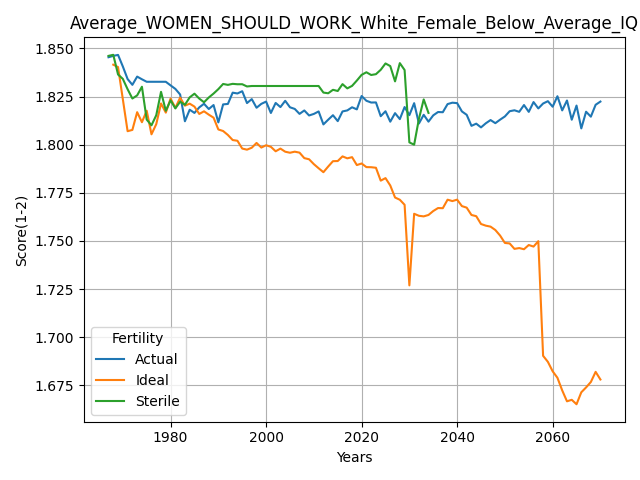 Average_WOMEN_SHOULD_WORK_White_Female_Below_Average_IQ
1.850
1.825
1.800
1.775
1.750
1.725
1.700
1.675
Score(1-2)
Fertility
Actual
Ideal
Sterile
1980
2000
2020
2040
2060
Years